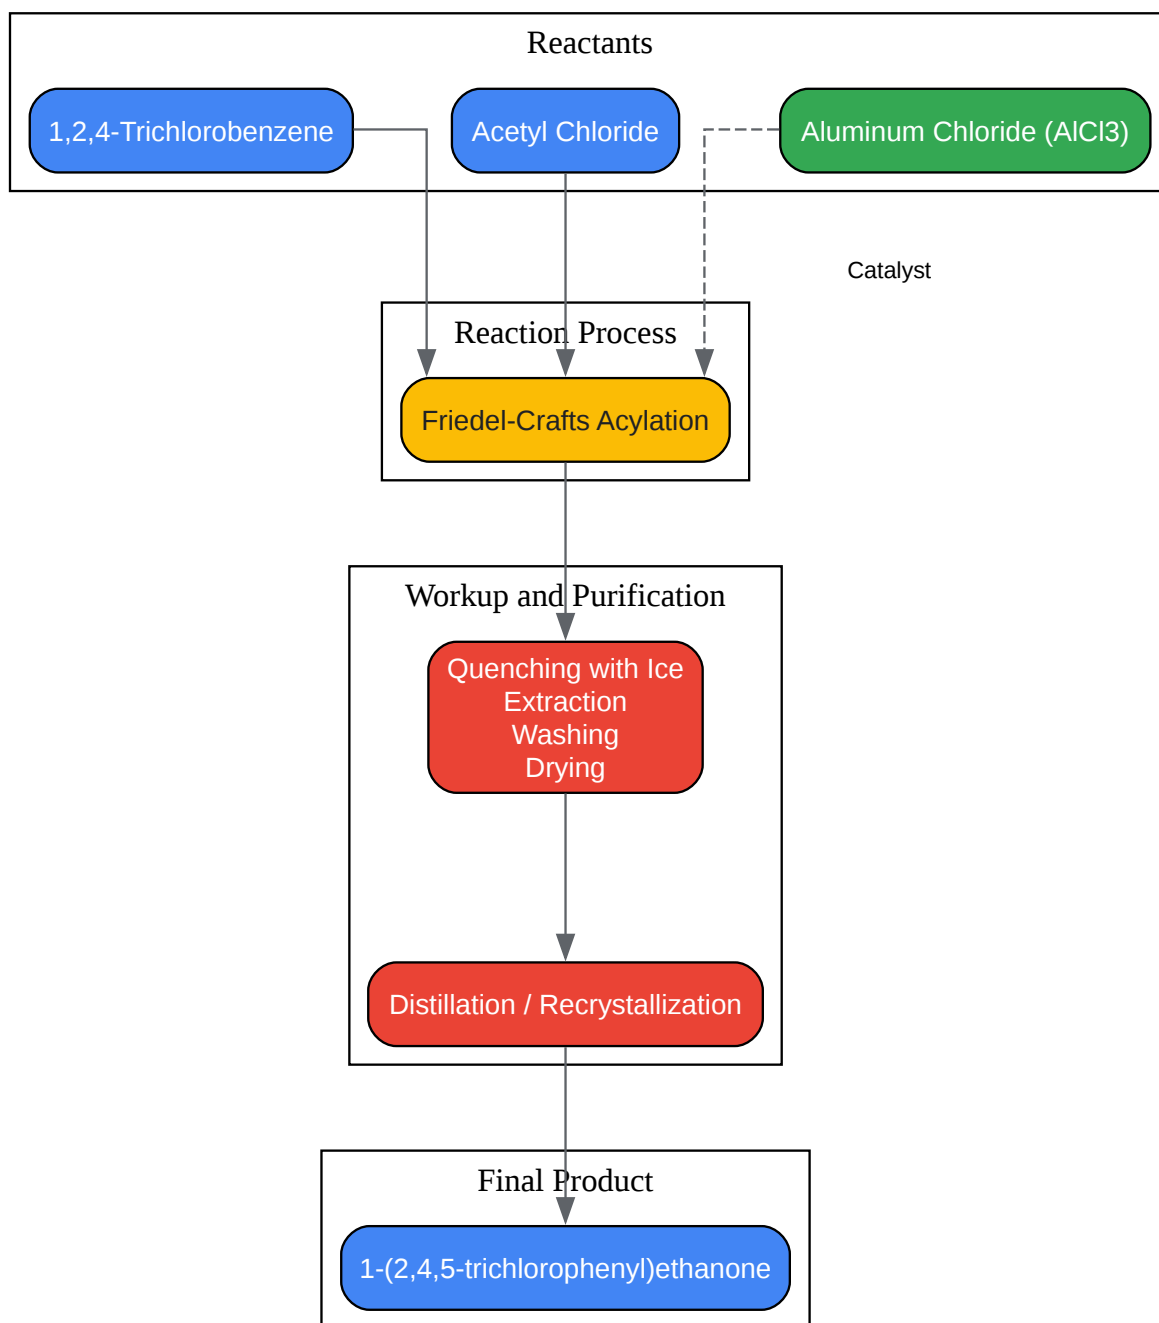 Reactants
1,2,4-Trichlorobenzene
Acetyl Chloride
Aluminum Chloride (AlCl3)
Catalyst
Reaction Process
Friedel-Crafts Acylation
Workup and Purification
Quenching with Ice
Extraction
Washing
Drying
Distillation / Recrystallization
Final Product
1-(2,4,5-trichlorophenyl)ethanone